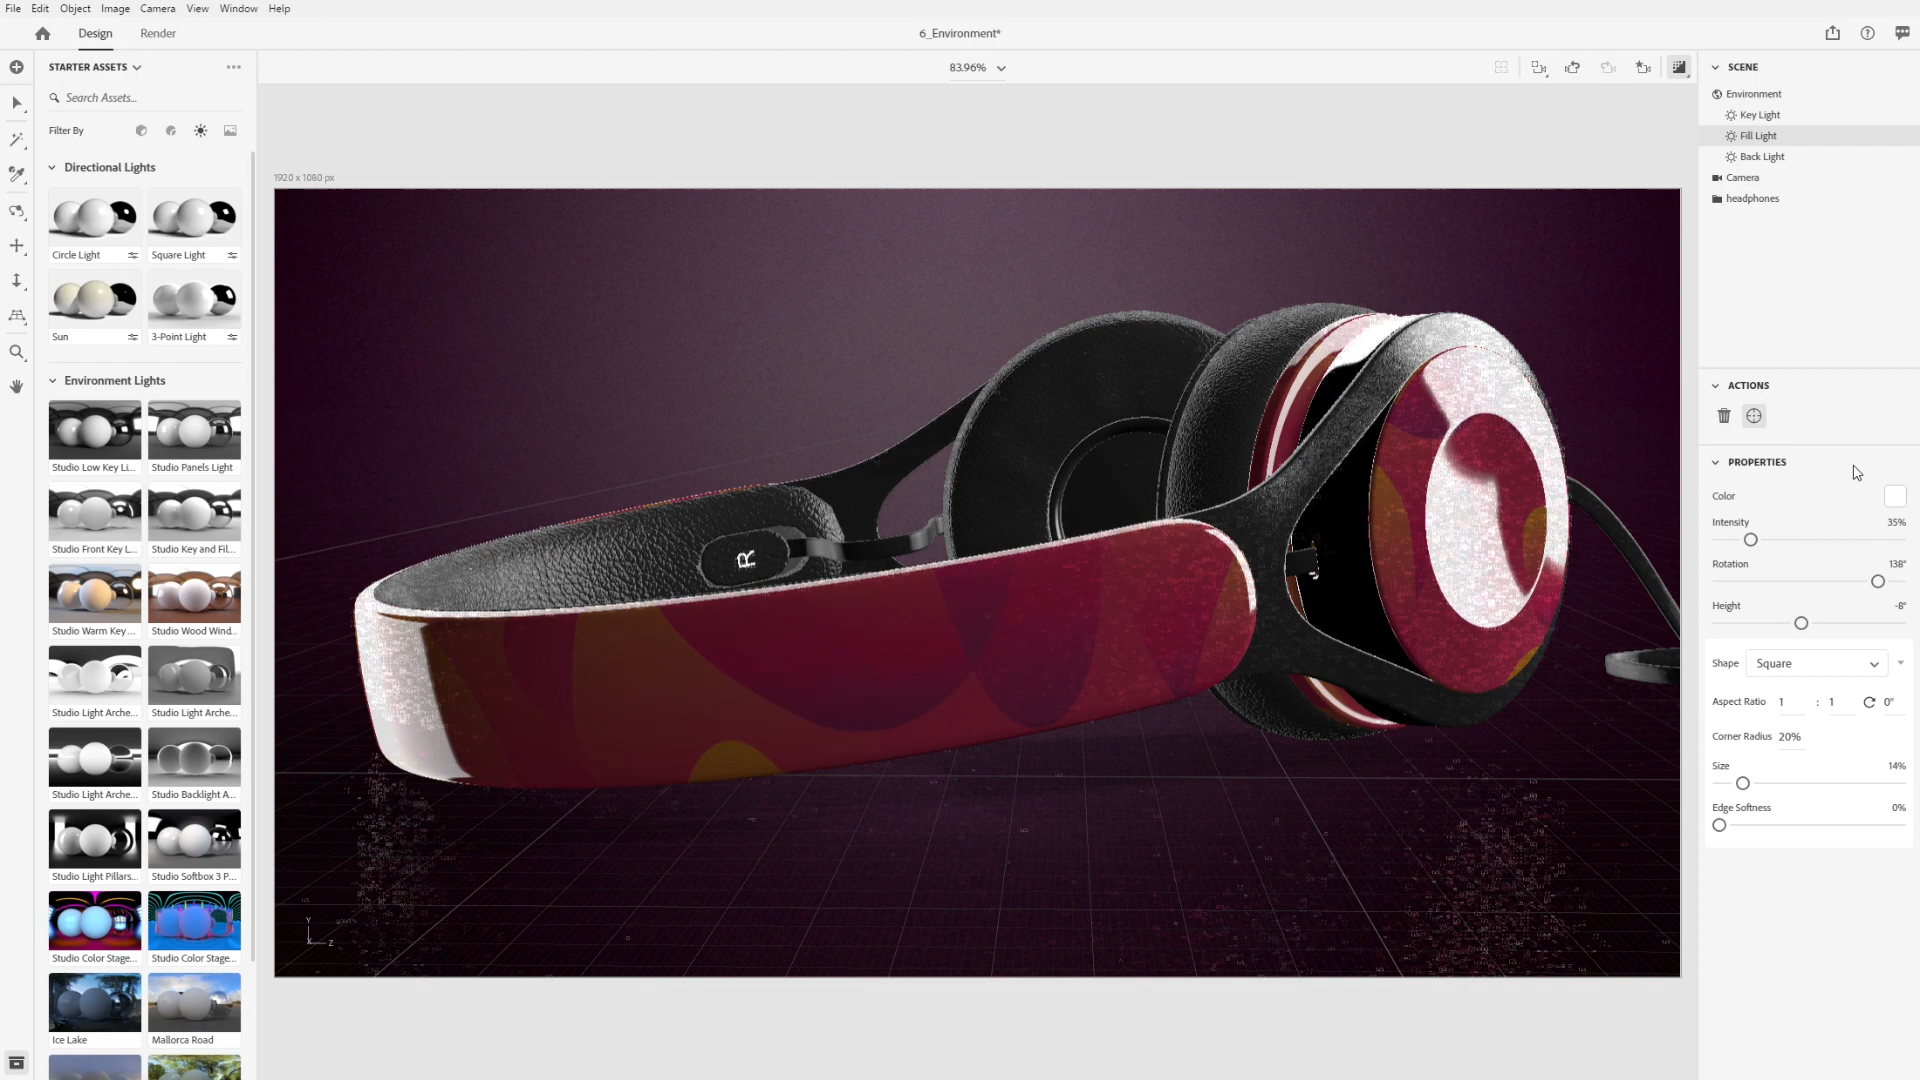 File Edit Object Image Camera View Window Help
Design Render 6_Environment*
STARTER ASSETS
Search Assets...
Filter By
Directional Lights
Circle Light
Square Light
Sun
3-Point Light
Environment Lights
Studio Low Key Li...
Studio Panels Light
Studio Front Key L...
Studio Key and Fil...
Studio Warm Key ...
Studio Wood Wind...
Studio Light Arche...
Studio Light Arche...
Studio Light Arche...
Studio Backlight A...
Studio Light Pillars...
Studio Softbox 3 P...
Studio Color Stage...
Studio Color Stage...
Ice Lake
Mallorca Road
83.96%
1920 x 1080 px
R
Y
X
Z
SCENE
Environment
Key Light
Fill Light
Back Light
Camera
headphones
ACTIONS
PROPERTIES
Color
Intensity 35%
Rotation 138°
Height -8°
Shape Square
Aspect Ratio 1 : 1 0°
Corner Radius 20%
Size 14%
Edge Softness 0%